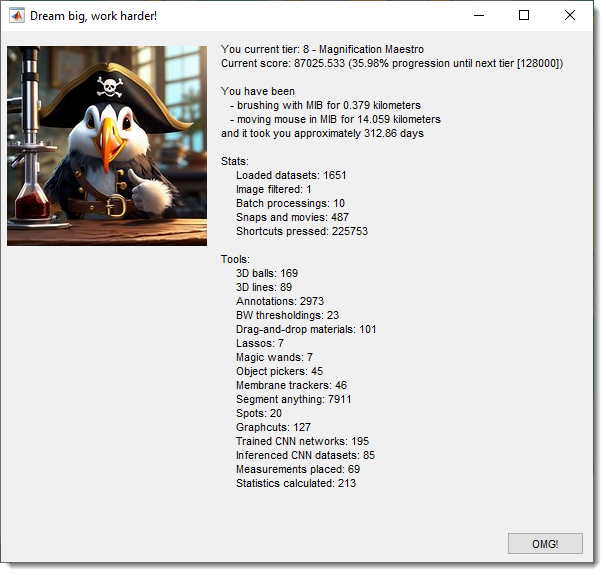 Dream big, work harder!
You current tier: 8 - Magnification Maestro
Current score: 87025.533 (35.98% progression until next tier [128000])
You have been
- brushing with MIB for 0.379 kilometers
- moving mouse in MIB for 14.059 kilometers
and it took you approximately 312.86 days
Stats:
Loaded datasets: 1651
Image filtered: 1
Batch processings: 10
Snaps and movies: 487
Shortcuts pressed: 225753
Tools:
3D balls: 169
3D lines: 89
Annotations: 2973
BW thresholdings: 23
Drag-and-drop materials: 101
Lassos: 7
Magic wands: 7
Object pickers: 45
Membrane trackers: 46
Segment anything: 7911
Spots: 20
Graphcuts: 127
Trained CNN networks: 195
Inferenced CNN datasets: 85
Measurements placed: 69
Statistics calculated: 213
OMG!